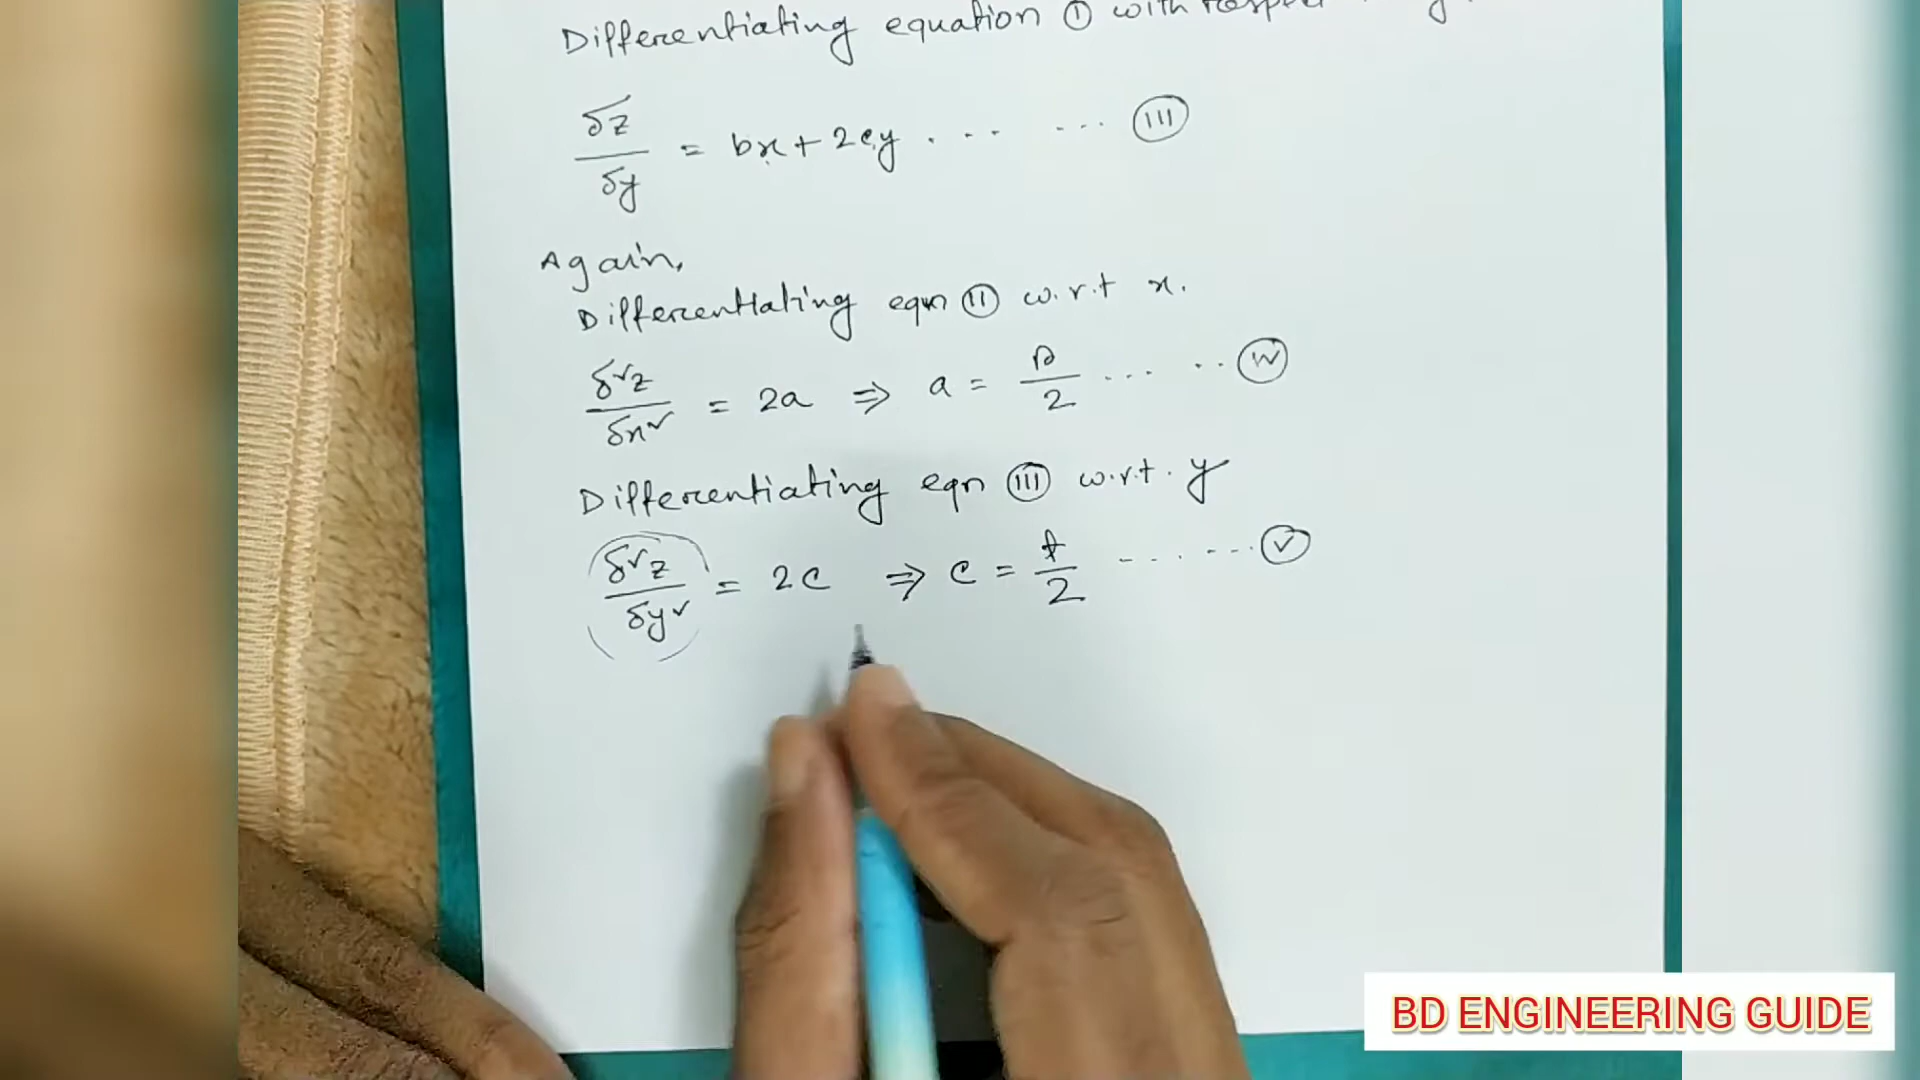 Differentiating equation ① with respect
δz/δy = bx + 2cy . ... ... (III)
Again,
Differentiating eqn (II) w.r.t x.
δ²z/δx² = 2a ⇒ a = p/2 ... .. (IV)
Differentiating eqn (III) w.r.t. y
δ²z/δy² = 2c ⇒ c = t/2 ... ... (V)
BD ENGINEERING GUIDE